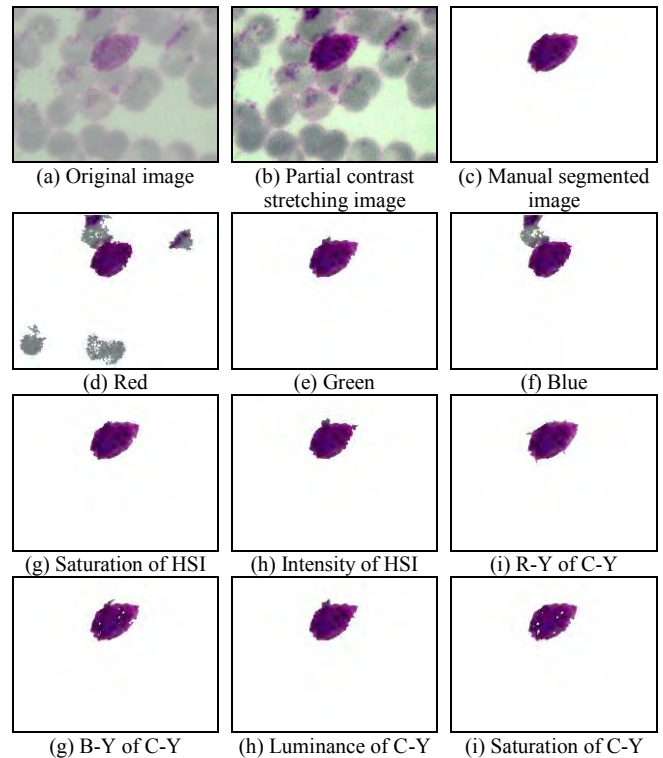 (a) Original image
(b) Partial contrast
stretching image
(c) Manual segmented
image
(d) Red
(e) Green
(f) Blue
(g) Saturation of HSI
(h) Intensity of HSI
(i) R-Y of C-Y
(g) B-Y of C-Y
(h) Luminance of C-Y
(i) Saturation of C-Y